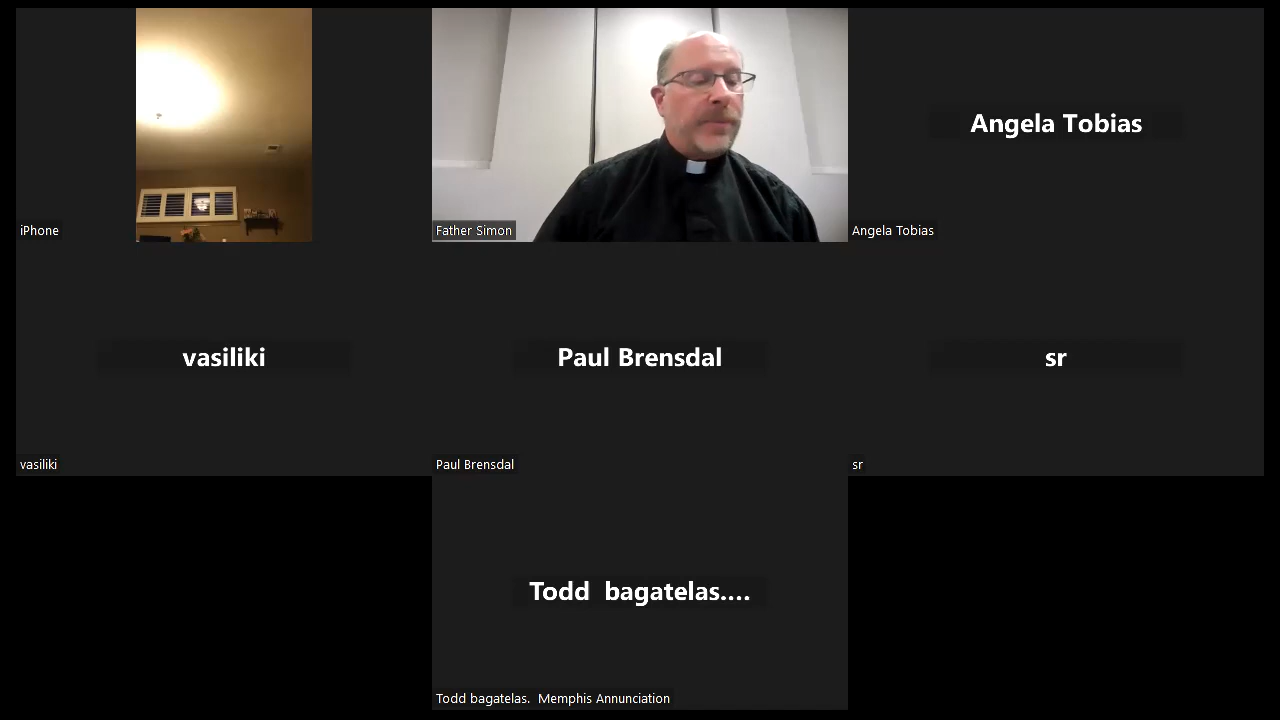 iPhone
Father Simon
Angela Tobias
Angela Tobias
vasiliki
vasiliki
Paul Brensdal
Paul Brensdal
sr
sr
Todd  bagatelas....
Todd bagatelas.  Memphis Annunciation